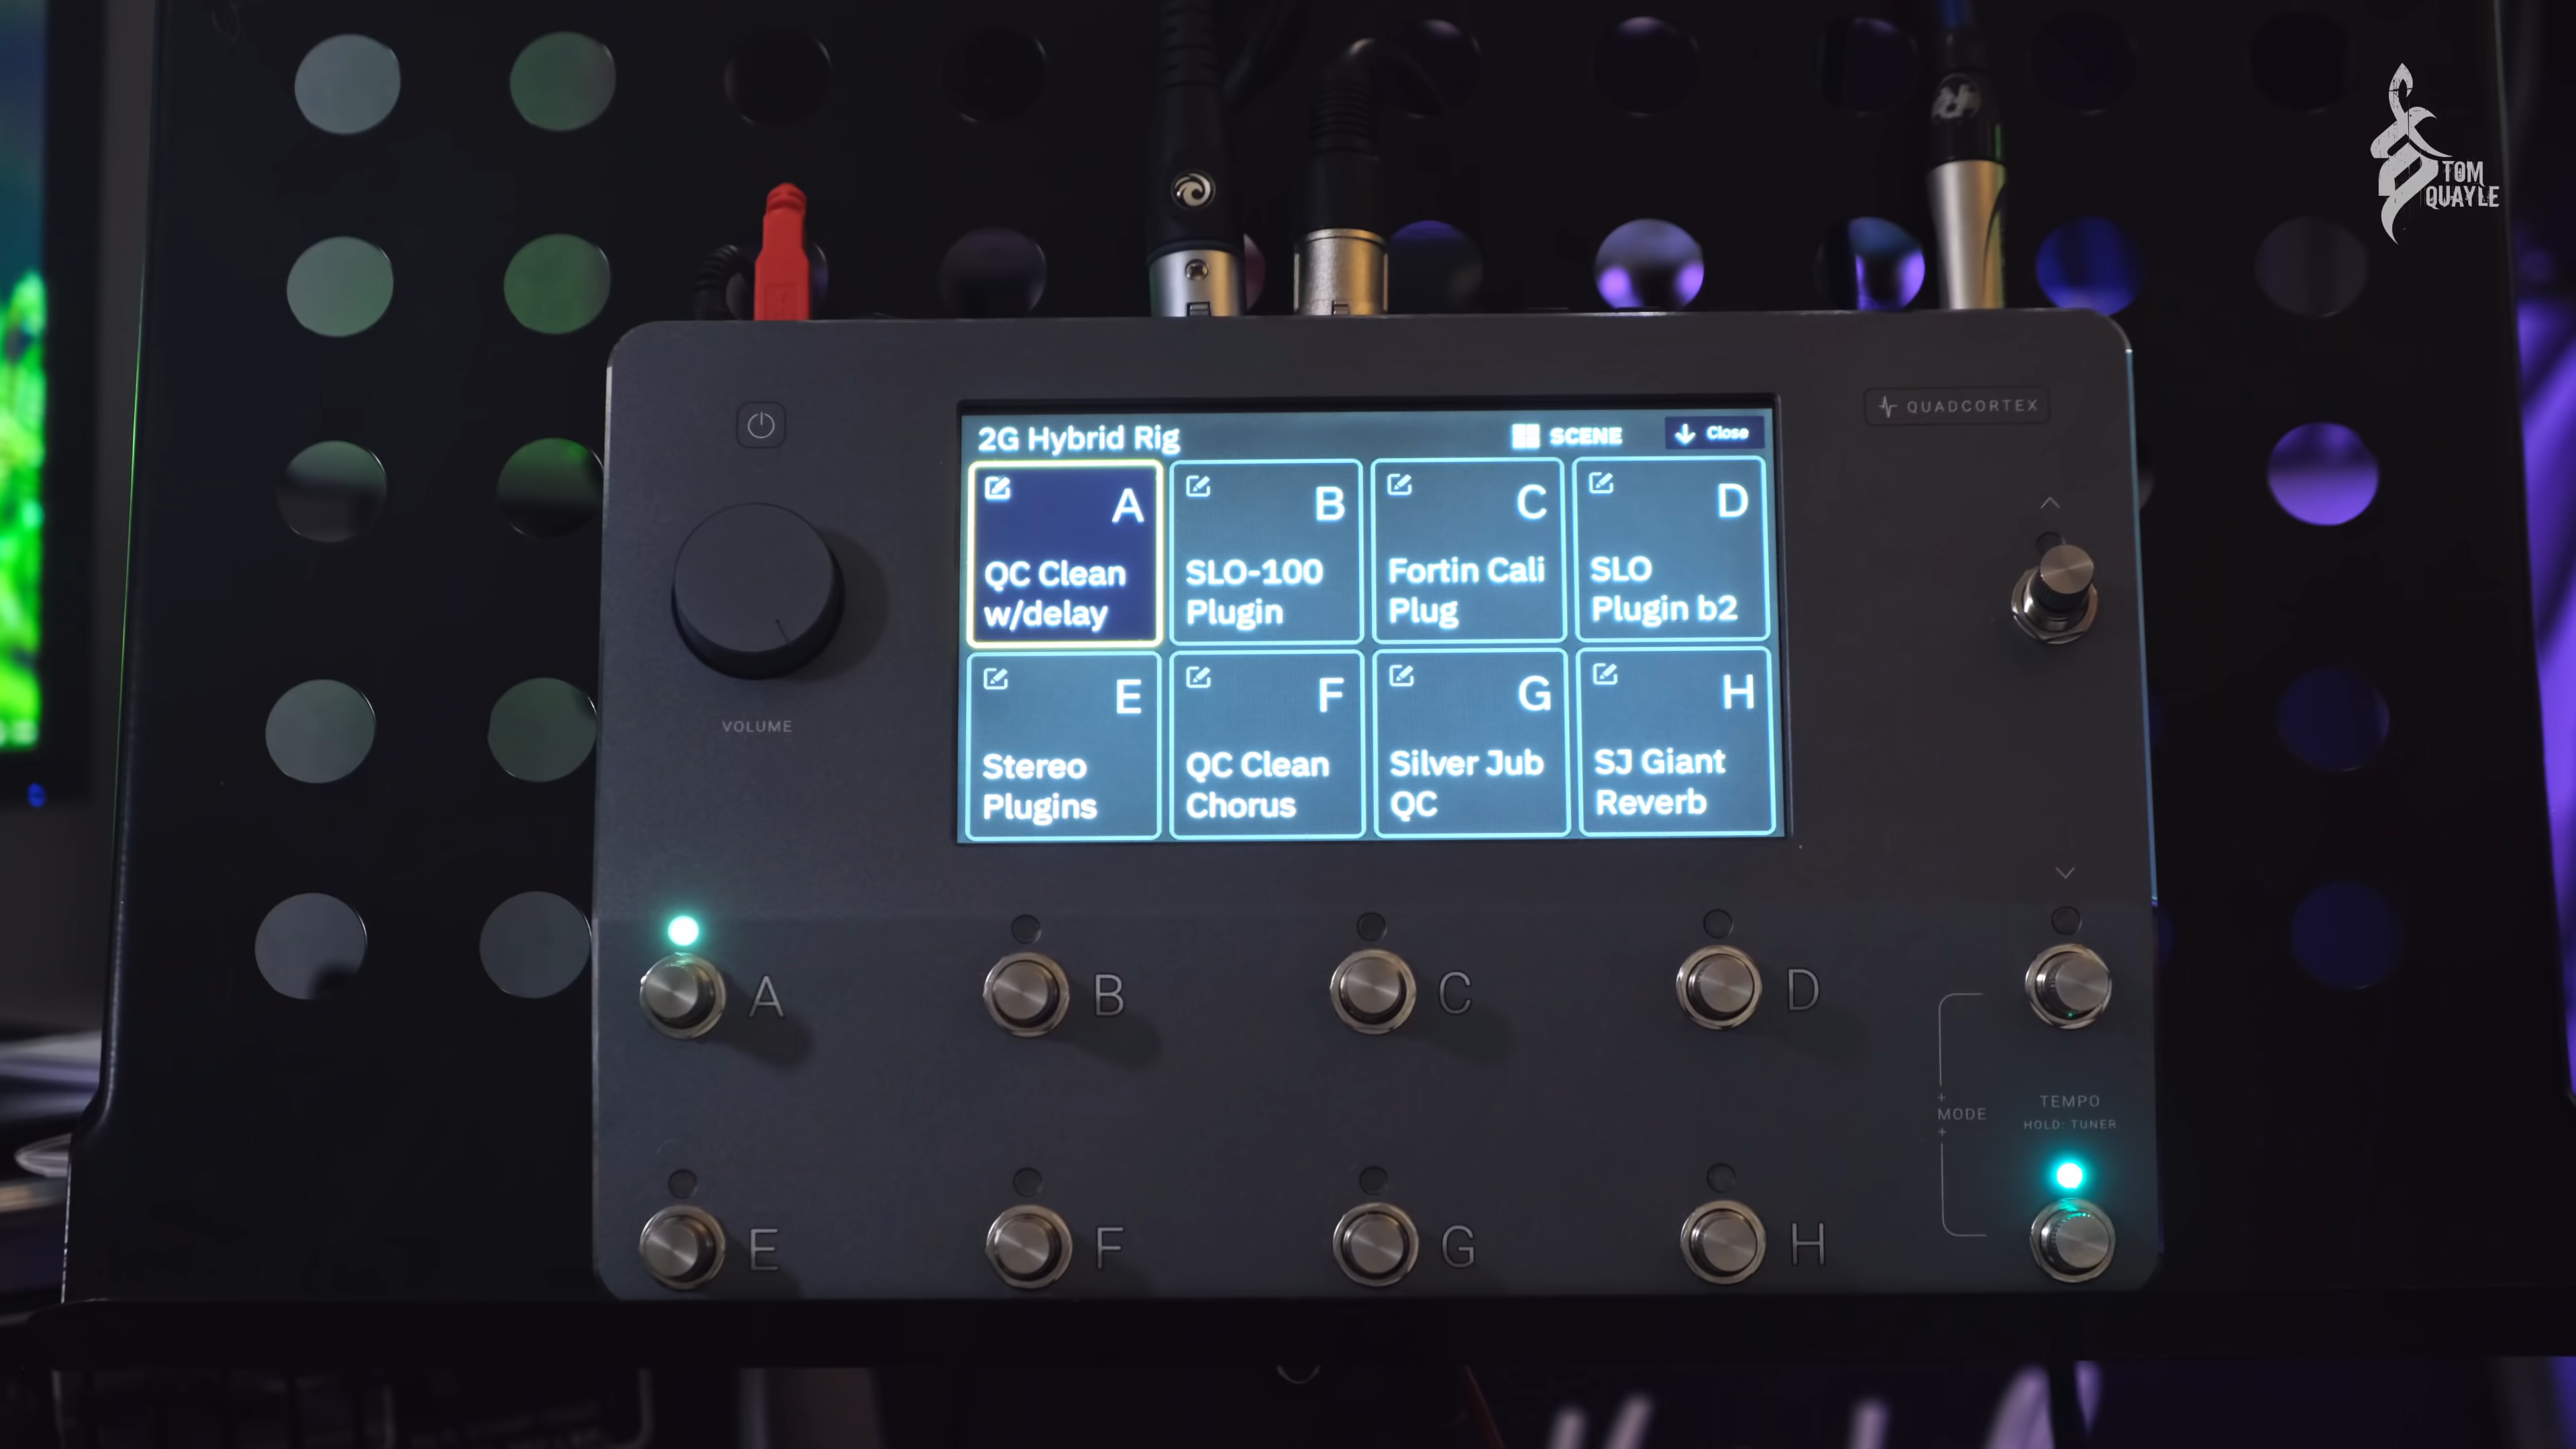 TOM
QUAYLE
QUADCORTEX
2G Hybrid Rig
SCENE
Close
A
QC Clean
w/delay
B
SLO-100
Plugin
C
Fortin Cali
Plug
D
SLO
Plugin b2
E
Stereo
Plugins
F
QC Clean
Chorus
G
Silver Jub
QC
H
SJ Giant
Reverb
VOLUME
A
B
C
D
+
MODE
+
TEMPO
HOLD: TUNER
E
F
G
H